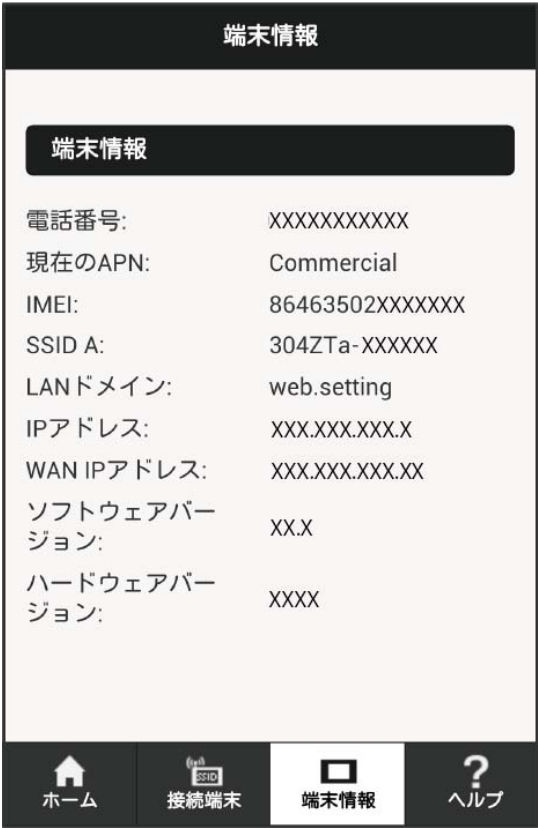 端末情報
端末情報
電話番号: XXXXXXXXXXX
現在のAPN: Commercial
IMEI: 86463502XXXXXXX
SSID A: 304ZTa-XXXXXX
LANドメイン: web.setting
IPアドレス: XXX.XXX.XXX.X
WAN IPアドレス: XXX.XXX.XXX.XX
ソフトウェアバー
ジョン: XX.X
ハードウェアバー
ジョン: XXXX
SSID
ホーム 接続端末 端末情報 ヘルプ